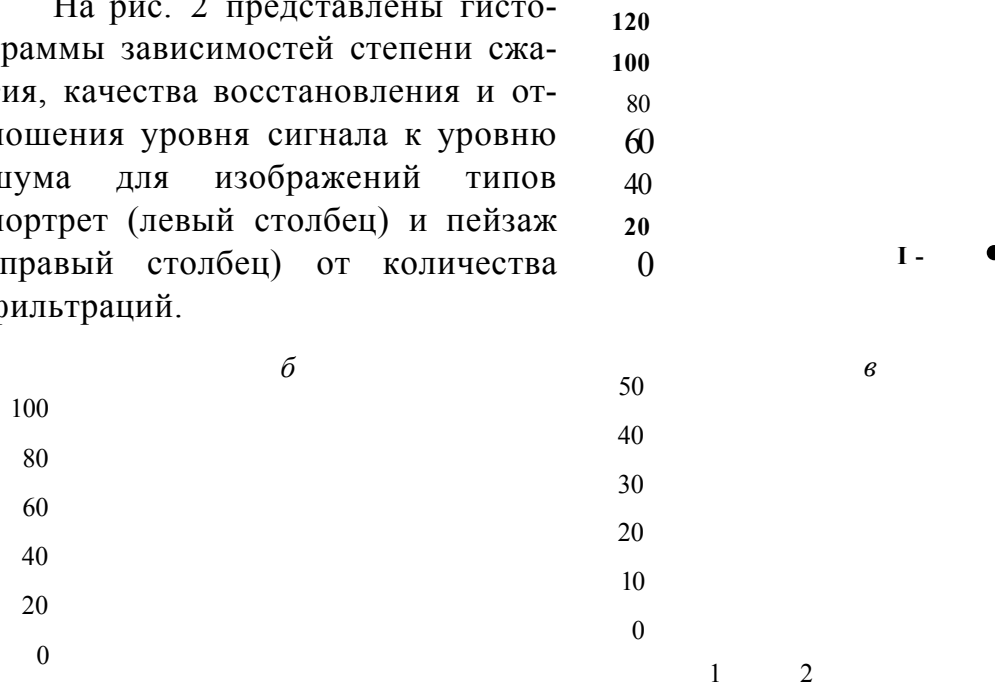 На рис. 2 представлены гисто-
раммы зависимостей степени сжа-
ия, качества восстановления и от-
ношения уровня сигнала к уровню
шума для изображений типов
портрет (левый столбец) и пейзаж
правый столбец) от количества
фильтраций.
120
100
80
60
40
20
0
I - •
б
100
80
60
40
20
0
в
50
40
30
20
10
0
1 2